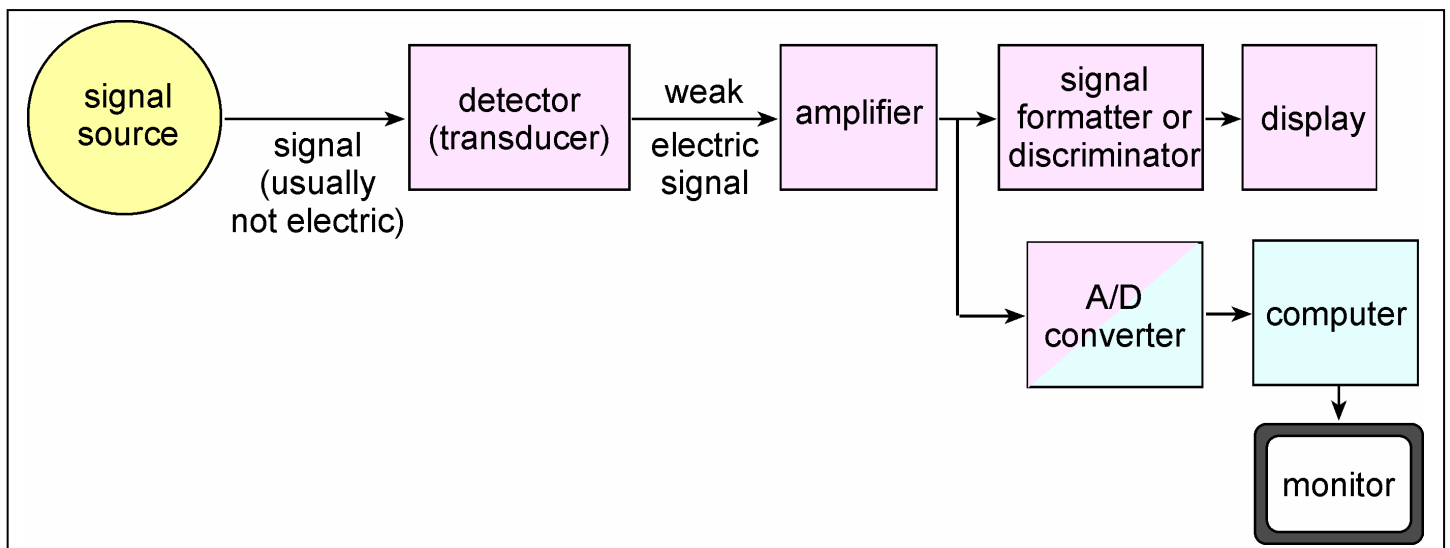 signal
source
signal
(usually
not electric)
detector
(transducer)
weak
electric
signal
amplifier
signal
formatter or
discriminator
display
A/D
converter
computer
monitor